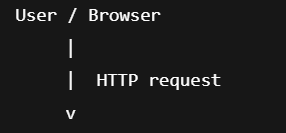 User / Browser
|
| HTTP request
v